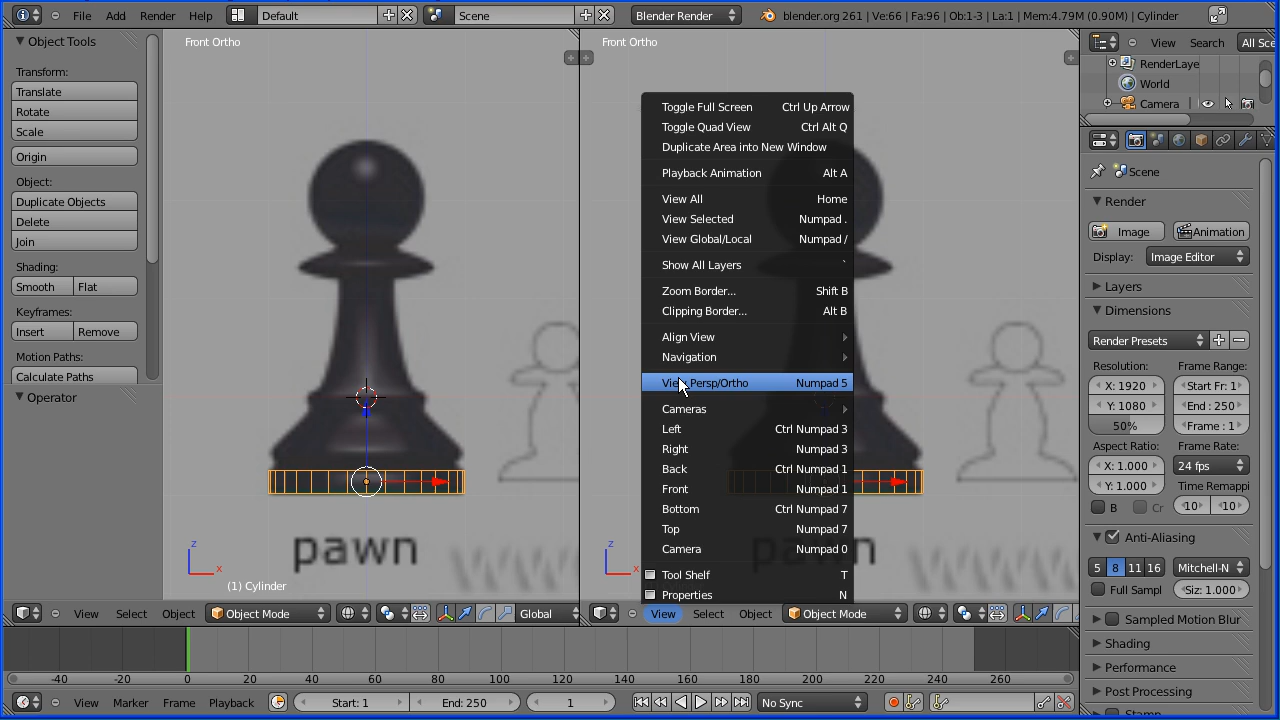 File Add Render Help Default Scene Blender Render blender.org 261 | Ve:66 | Fa:96 | Ob:1-3 | La:1 | Mem:4.79M (0.90M) | Cylinder
Object Tools
Transform:
Translate
Rotate
Scale
Origin
Object:
Duplicate Objects
Delete
Join
Shading:
Smooth Flat
Keyframes:
Insert Remove
Motion Paths:
Calculate Paths
Operator
Front Ortho
z
x
pawn
(1) Cylinder
View Select Object Object Mode Global
Front Ortho
Toggle Full Screen Ctrl Up Arrow
Toggle Quad View Ctrl Alt Q
Duplicate Area into New Window
Playback Animation Alt A
View All Home
View Selected Numpad .
View Global/Local Numpad /
Show All Layers `
Zoom Border... Shift B
Clipping Border... Alt B
Align View
Navigation
View Persp/Ortho Numpad 5
Cameras
Left Ctrl Numpad 3
Right Numpad 3
Back Ctrl Numpad 1
Front Numpad 1
Bottom Ctrl Numpad 7
Top Numpad 7
Camera Numpad 0
Tool Shelf T
Properties N
z
x
pawn
View Select Object Object Mode
View Search All Sce
RenderLaye
World
Camera
Scene
Render
Image Animation
Display: Image Editor
Layers
Dimensions
Render Presets
Resolution: Frame Range:
X: 1920 Start Fr: 1
Y: 1080 End : 250
50% Frame : 1
Aspect Ratio: Frame Rate:
X: 1.000 24 fps
Y: 1.000 Time Remappi
B Cr 10 10
Anti-Aliasing
5 8 11 16 Mitchell-N
Full Sampl Siz: 1.000
Sampled Motion Blur
Shading
Performance
Post Processing
Stamp
-40 -20 0 20 40 60 80 100 120 140 160 180 200 220 240 260
View Marker Frame Playback Start: 1 End: 250 1 No Sync